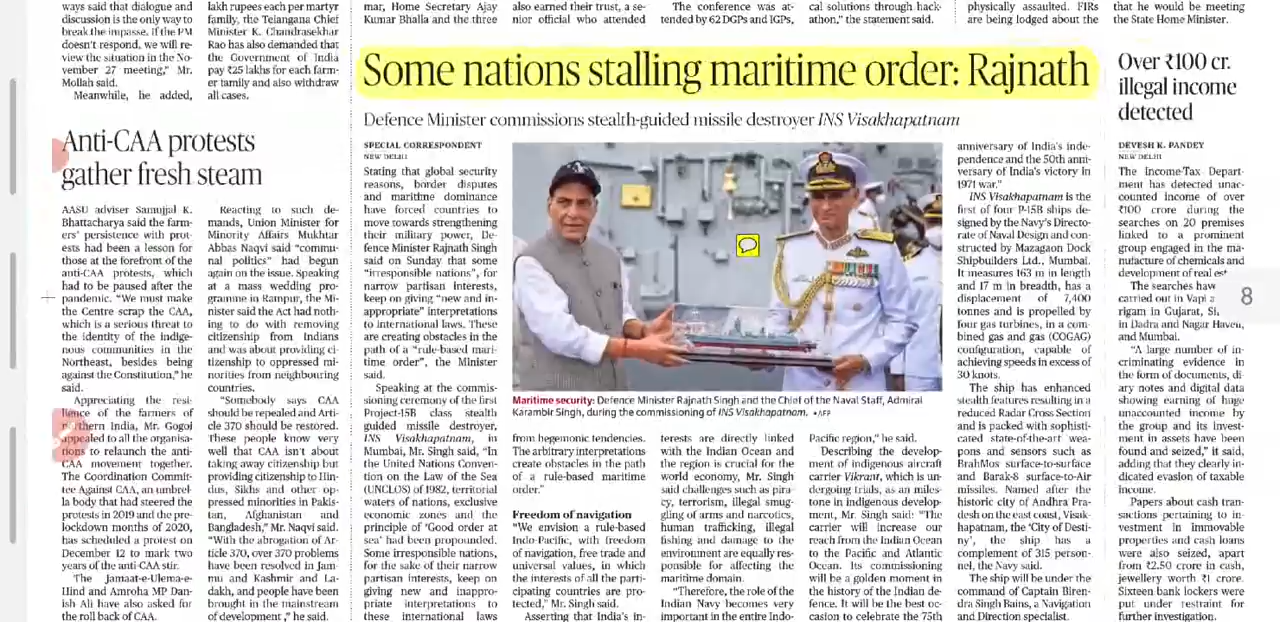 ways said that dialogue and
discussion is the only way to
break the impasse. If the PM
doesn't respond, we will re-
view the situation in the No-
vember 27 meeting," Mr.
Mollah said.
Meanwhile, he added,
lakh rupees each per martyr
family, the Telangana Chief
Minister K. Chandrasekhar
Rao has also demanded that
the Government of India
pay ₹25 lakhs for each farm-
er family and also withdraw
all cases.
mar, Home Secretary Ajay
Kumar Bhalla and the three
also earned their trust, a se-
nior official who attended
The conference was at-
tended by 62 DGPs and IGPs,
cal solutions through hack-
athon," the statement said.
physically assaulted. FIRs
are being lodged about the
that he would be meeting
the State Home Minister.
Anti-CAA protests
gather fresh steam
AASU adviser Samujjal K.
Bhattacharya said the farm-
ers' persistence with prot-
ests had been a lesson for
those at the forefront of the
anti-CAA protests, which
had to be paused after the
pandemic. "We must make
the Centre scrap the CAA,
which is a serious threat to
the identity of the indige-
nous communities in the
Northeast, besides being
against the Constitution," he
said.
Appreciating the resi-
lience of the farmers of
northern India, Mr. Gogoi
appealed to all the organisa-
tions to relaunch the anti-
CAA movement together.
The Coordination Commit-
tee Against CAA, an umbrel-
la body that had steered the
protests in 2019 and the pre-
lockdown months of 2020,
has scheduled a protest on
December 12 to mark two
years of the anti-CAA stir.
The Jamaat-e-Ulema-e-
Hind and Amroha MP Dan-
ish Ali have also asked for
the roll back of CAA.
Reacting to such de-
mands, Union Minister for
Minority Affairs Mukhtar
Abbas Naqvi said "commu-
nal politics" had begun
again on the issue. Speaking
at a mass wedding pro-
gramme in Rampur, the Mi-
nister said the Act had noth-
ing to do with removing
citizenship from Indians
and was about providing ci-
tizenship to oppressed mi-
norities from neighbouring
countries.
"Somebody says CAA
should be repealed and Arti-
cle 370 should be restored.
These people know very
well that CAA isn't about
taking away citizenship but
providing citizenship to Hin-
dus, Sikhs and other op-
pressed minorities in Pakis-
tan, Afghanistan and
Bangladesh," Mr. Naqvi said.
"With the abrogation of Ar-
ticle 370, over 370 problems
have been resolved in Jam-
mu and Kashmir and La-
dakh, and people have been
brought in the mainstream
of development," he said.
Some nations stalling maritime order: Rajnath
Defence Minister commissions stealth-guided missile destroyer INS Visakhapatnam
SPECIAL CORRESPONDENT
NEW DELHI
Stating that global security
reasons, border disputes
and maritime dominance
have forced countries to
move towards strengthening
their military power, De-
fence Minister Rajnath Singh
said on Sunday that some
"irresponsible nations", for
narrow partisan interests,
keep on giving "new and in-
appropriate" interpretations
to international laws. These
are creating obstacles in the
path of a "rule-based mari-
time order", the Minister
said.
Speaking at the commis-
sioning ceremony of the first
Project-15B class stealth
guided missile destroyer,
INS Visakhapatnam, in
Mumbai, Mr. Singh said, "In
the United Nations Conven-
tion on the Law of the Sea
(UNCLOS) of 1982, territorial
waters of nations, exclusive
economic zones and the
principle of 'Good order at
sea' had been propounded.
Some irresponsible nations,
for the sake of their narrow
partisan interests, keep on
giving new and inappro-
priate interpretations to
these international laws
Maritime security: Defence Minister Rajnath Singh and the Chief of the Naval Staff, Admiral
Karambir Singh, during the commissioning of INS Visakhapatnam. • AFP
from hegemonic tendencies.
The arbitrary interpretations
create obstacles in the path
of a rule-based maritime
order."
Freedom of navigation
"We envision a rule-based
Indo-Pacific, with freedom
of navigation, free trade and
universal values, in which
the interests of all the parti-
cipating countries are pro-
tected," Mr. Singh said.
Asserting that India's in-
terests are directly linked
with the Indian Ocean and
the region is crucial for the
world economy, Mr. Singh
said challenges such as pira-
cy, terrorism, illegal smug-
gling of arms and narcotics,
human trafficking, illegal
fishing and damage to the
environment are equally res-
ponsible for affecting the
maritime domain.
"Therefore, the role of the
Indian Navy becomes very
important in the entire Indo-
Pacific region," he said.
Describing the develop-
ment of indigenous aircraft
carrier Vikrant, which is un-
dergoing trials, as an miles-
tone in indigenous develop-
ment, Mr. Singh said: "The
carrier will increase our
reach from the Indian Ocean
to the Pacific and Atlantic
Ocean. Its commissioning
will be a golden moment in
the history of the Indian de-
fence. It will be the best oc-
casion to celebrate the 75th
anniversary of India's inde-
pendence and the 50th anni-
versary of India's victory in
1971 war."
INS Visakhapatnam is the
first of four P-15B ships de-
signed by the Navy's Directo-
rate of Naval Design and con-
structed by Mazagaon Dock
Shipbuilders Ltd., Mumbai.
It measures 163 m in length
and 17 m in breadth, has a
displacement of 7,400
tonnes and is propelled by
four gas turbines, in a com-
bined gas and gas (COGAG)
configuration, capable of
achieving speeds in excess of
30 knots.
The ship has enhanced
stealth features resulting in a
reduced Radar Cross Section
and is packed with sophisti-
cated state-of-the-art wea-
pons and sensors such as
BrahMos surface-to-surface
and Barak-8 surface-to-Air
missiles. Named after the
historic city of Andhra Pra-
desh on the east coast, Visak-
hapatnam, the 'City of Desti-
ny', the ship has a
complement of 315 person-
nel, the Navy said.
The ship will be under the
command of Captain Biren-
dra Singh Bains, a Navigation
and Direction specialist.
Over ₹100 cr.
illegal income
detected
DEVESH K. PANDEY
NEW DELHI
The Income-Tax Depart-
ment has detected unac-
counted income of over
₹100 crore during the
searches on 20 premises
linked to a prominent
group engaged in the ma-
nufacture of chemicals and
development of real est
The searches hav
carried out in Vapi a
rigam in Gujarat, Si
in Dadra and Nagar Haveli,
and Mumbai.
"A large number of in-
criminating evidence in
the form of documents, di-
ary notes and digital data
showing earning of huge
unaccounted income by
the group and its invest-
ment in assets have been
found and seized," it said,
adding that they clearly in-
dicated evasion of taxable
income.
Papers about cash tran-
sactions pertaining to in-
vestment in immovable
properties and cash loans
were also seized, apart
from ₹2.50 crore in cash,
jewellery worth ₹1 crore.
Sixteen bank lockers were
put under restraint for
further investigation.
8